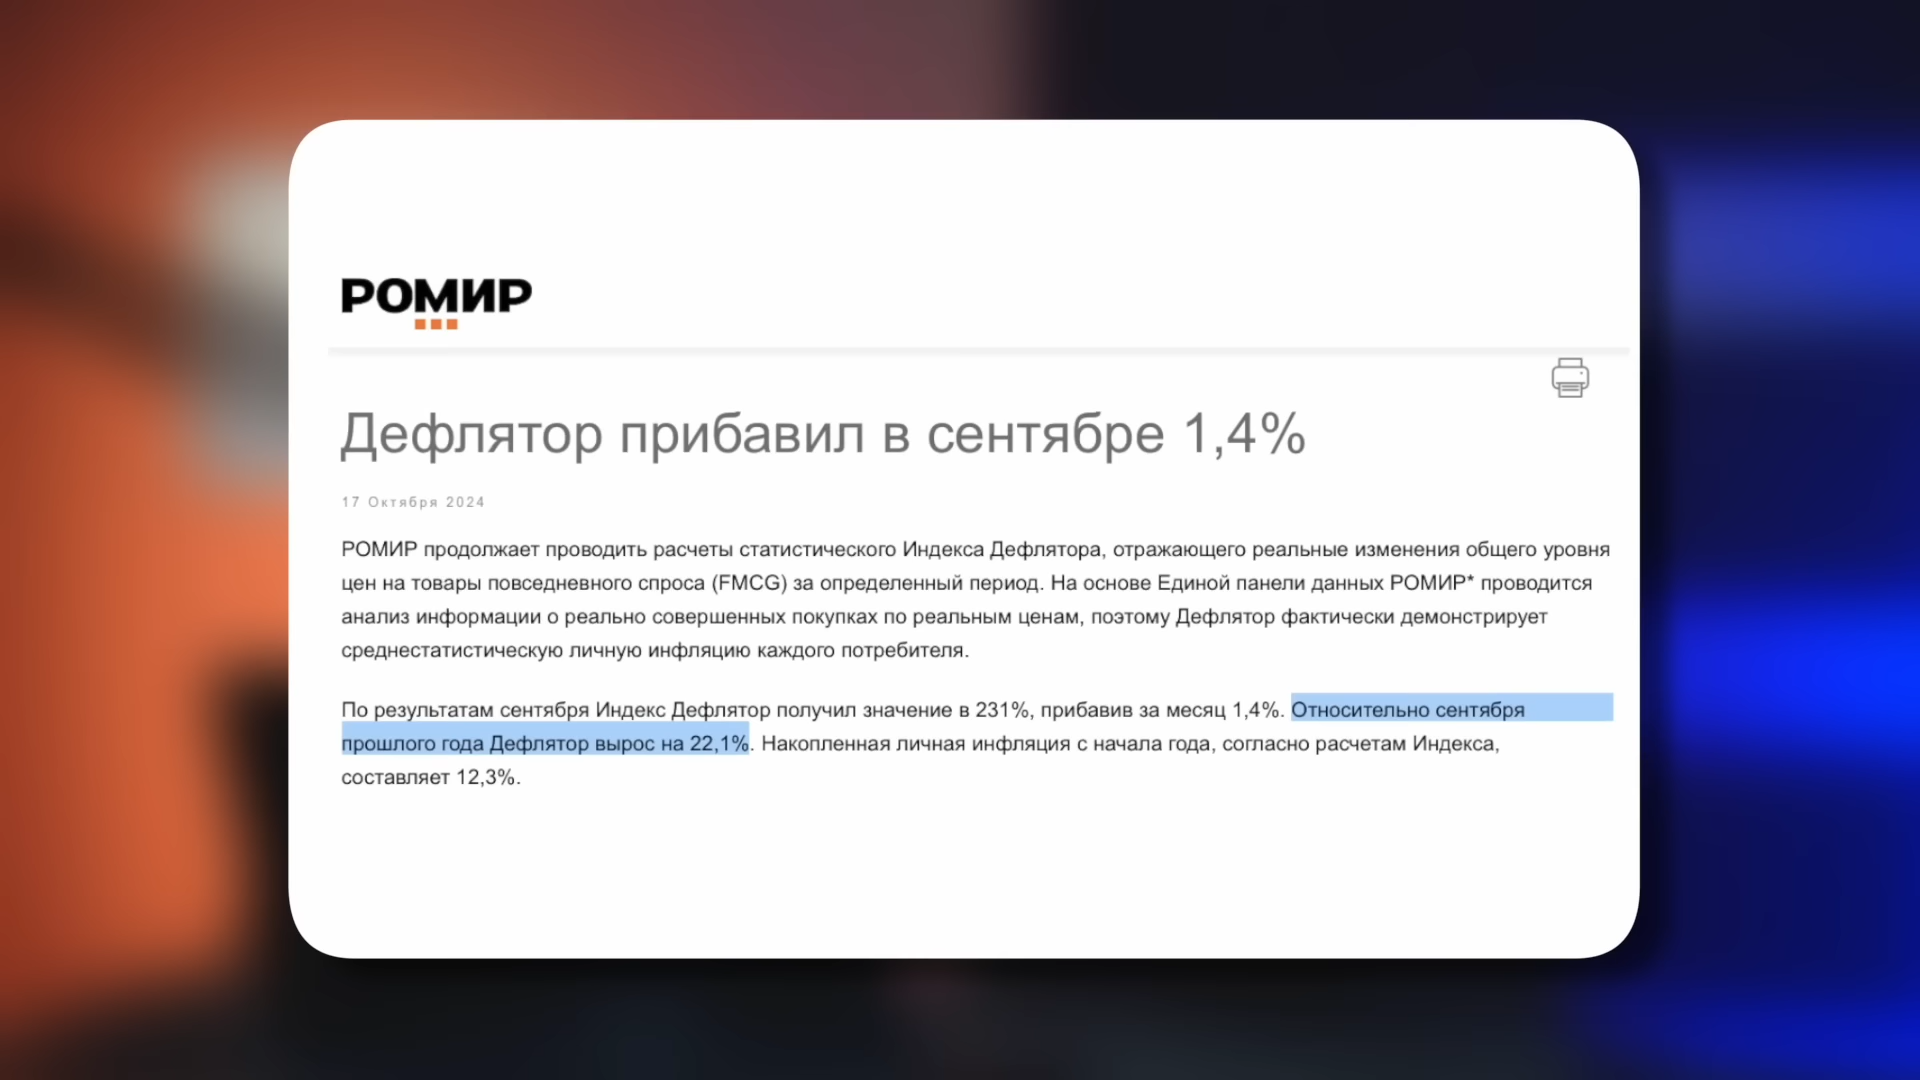 РОМИР
Дефлятор прибавил в сентябре 1,4%
17 Октября 2024
РОМИР продолжает проводить расчеты статистического Индекса Дефлятора, отражающего реальные изменения общего уровня
цен на товары повседневного спроса (FMCG) за определенный период. На основе Единой панели данных РОМИР* проводится
анализ информации о реально совершенных покупках по реальным ценам, поэтому Дефлятор фактически демонстрирует
среднестатистическую личную инфляцию каждого потребителя.
По результатам сентября Индекс Дефлятор получил значение в 231%, прибавив за месяц 1,4%. Относительно сентября
прошлого года Дефлятор вырос на 22,1%. Накопленная личная инфляция с начала года, согласно расчетам Индекса,
составляет 12,3%.